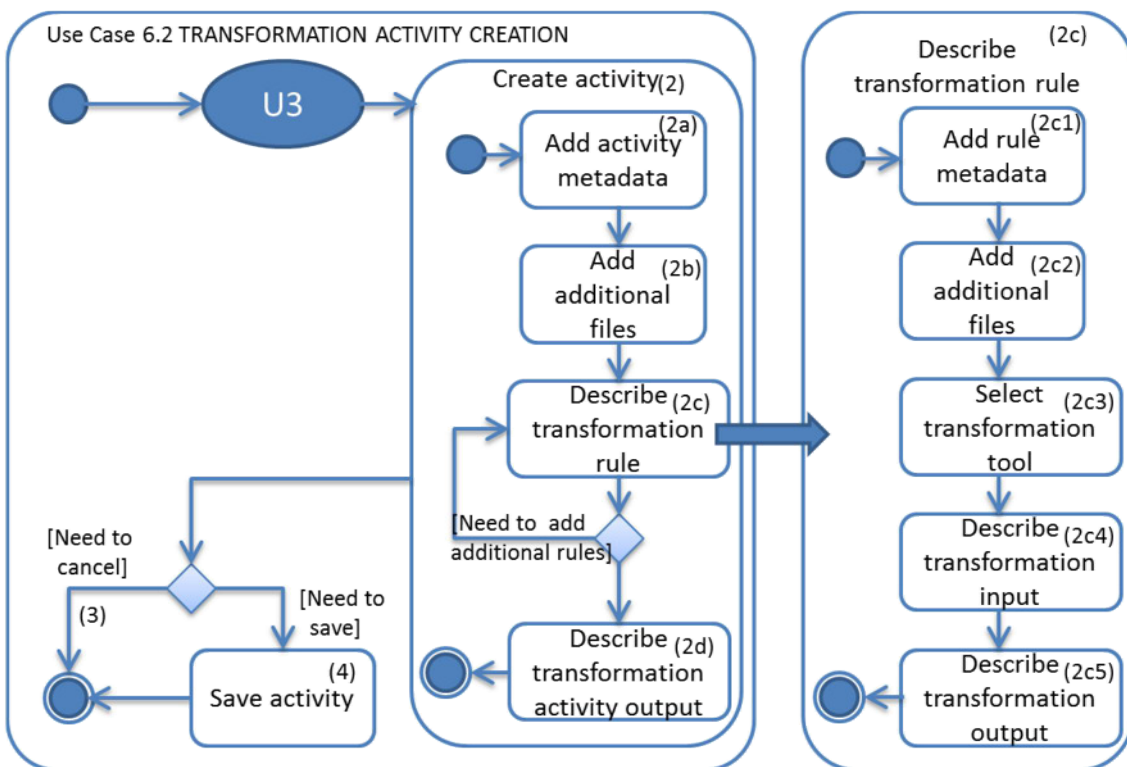 Use Case 6.2 TRANSFORMATION ACTIVITY CREATION
U3
Create activity (2)
(2a)
Add activity
metadata
Add (2b)
additional
files
Describe (2c)
transformation
rule
[Need to add
additional rules]
Describe (2d)
transformation
activity output
[Need to
cancel]
(3)
[Need to
save]
(4)
Save activity
Describe (2c)
transformation rule
(2c1)
Add rule
metadata
Add (2c2)
additional
files
Select (2c3)
transformation
tool
Describe (2c4)
transformation
input
Describe (2c5)
transformation
output